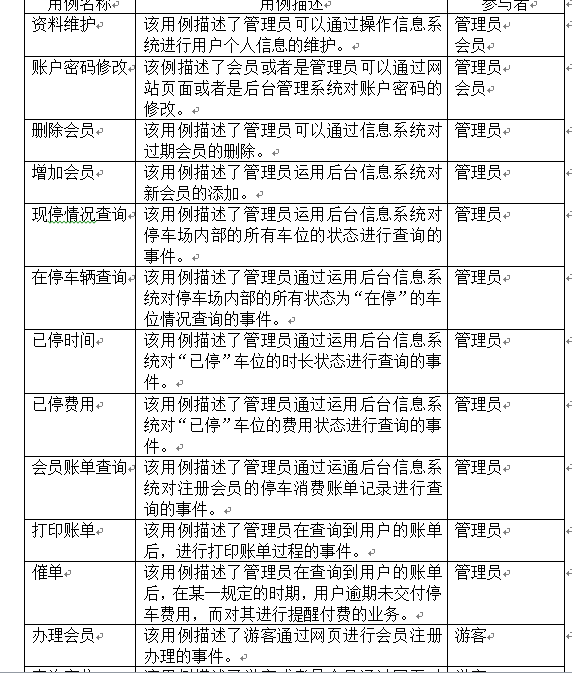 用例名称 用例描述 参与者
资料维护 该用例描述了管理员可以通过操作信息系 管理员
统进行用户个人信息的维护。 会员
账户密码修改 该例描述了会员或者是管理员可以通过网 管理员
站页面或者是后台管理系统对账户密码的 会员
修改。
删除会员 该用例描述了管理员可以通过信息系统对 管理员
过期会员的删除。
增加会员 该用例描述了管理员运用后台信息系统对 管理员
新会员的添加。
现停情况查询 该用例描述了管理员运用后台信息系统对 管理员
停车场内部的所有车位的状态进行查询的
事件。
在停车辆查询 该用例描述了管理员通过运用后台信息系 管理员
统对停车场内部的所有状态为“在停”的车
位情况查询的事件。
已停时间 该用例描述了管理员通过运用后台信息系 管理员
统对“已停”车位的时长状态进行查询的事
件。
已停费用 该用例描述了管理员通过运用后台信息系 管理员
统对“已停”车位的费用状态进行查询的事
件。
会员账单查询 该用例描述了管理员通过运通后台信息系 管理员
统对注册会员的停车消费账单记录进行查
询的事件。
打印账单 该用例描述了管理员在查询到用户的账单 管理员
后，进行打印账单过程的事件。
催单 该用例描述了管理员在查询到用户的账单 管理员
后，在某一规定的时期，用户逾期未交付停
车费用，而对其进行提醒付费的业务。
办理会员 该用例描述了游客通过网页进行会员注册 游客
办理的事件。